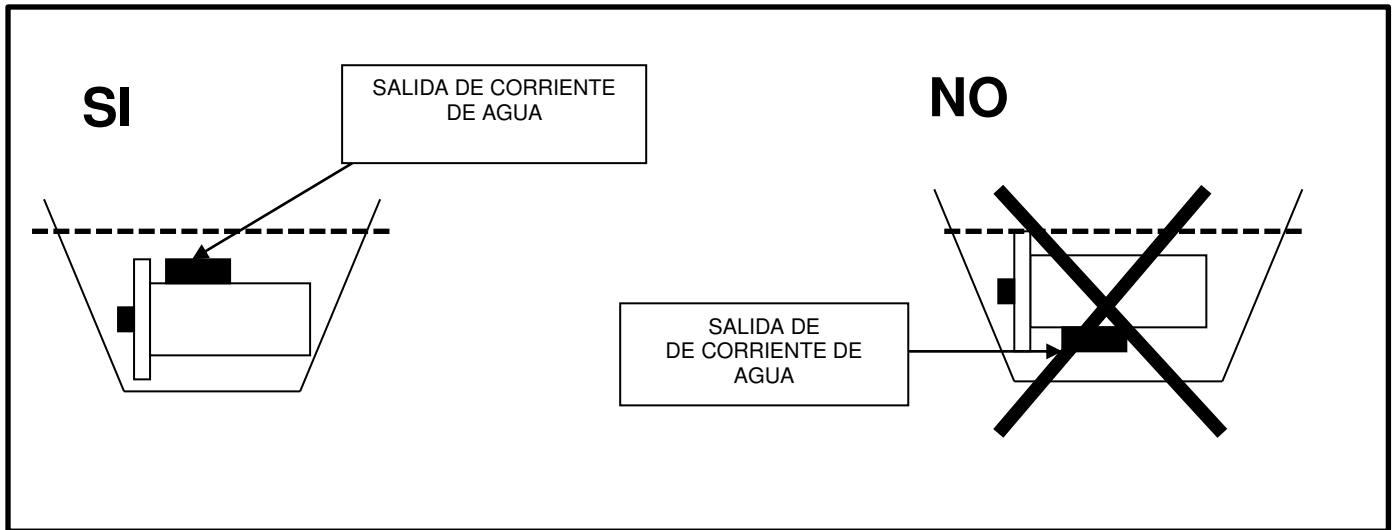 SI
SALIDA DE CORRIENTE
DE AGUA
NO
SALIDA DE
DE CORRIENTE DE
AGUA